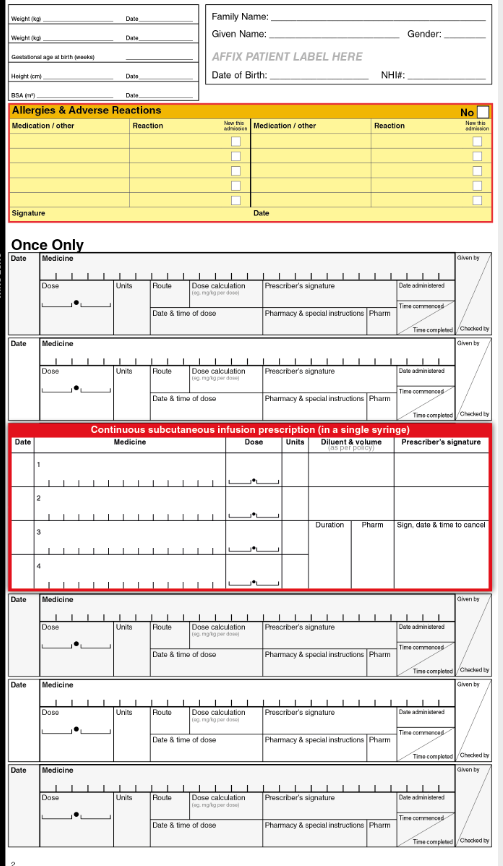 Weight (kg) Date
Weight (kg) Date
Gestational age at birth (weeks)
Height (cm) Date
BSA (m²) Date
Family Name:
Given Name: Gender:
AFFIX PATIENT LABEL HERE
Date of Birth: NHI#:
Allergies & Adverse Reactions No
Medication / other Reaction New this admission Medication / other Reaction New this admission
Signature Date
Once Only
Date Medicine Given by
Dose Units Route Dose calculation Prescriber's signature Date administered
(eg. mg/kg per dose)
Time commenced
Date & time of dose Pharmacy & special instructions Pharm
Time completed Checked by
Date Medicine Given by
Dose Units Route Dose calculation Prescriber's signature Date administered
(eg. mg/kg per dose)
Time commenced
Date & time of dose Pharmacy & special instructions Pharm
Time completed Checked by
Continuous subcutaneous infusion prescription (in a single syringe)
Date Medicine Dose Units Diluent & volume Prescriber's signature
(as per policy)
1
2
Duration Pharm Sign, date & time to cancel
3
4
Date Medicine Given by
Dose Units Route Dose calculation Prescriber's signature Date administered
(eg. mg/kg per dose)
Time commenced
Date & time of dose Pharmacy & special instructions Pharm
Time completed Checked by
Date Medicine Given by
Dose Units Route Dose calculation Prescriber's signature Date administered
(eg. mg/kg per dose)
Time commenced
Date & time of dose Pharmacy & special instructions Pharm
Time completed Checked by
Date Medicine Given by
Dose Units Route Dose calculation Prescriber's signature Date administered
(eg. mg/kg per dose)
Time commenced
Date & time of dose Pharmacy & special instructions Pharm
Time completed Checked by
2